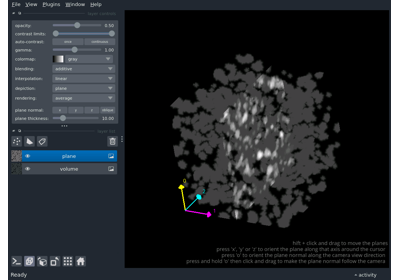 File View Plugins Window Help
opacity: 0.50
contrast limits:
auto-contrast: once continuous
gamma: 1.00
colormap: gray
blending: additive
interpolation: linear
depiction: plane
rendering: average
plane normal: x y z oblique
plane thickness: 10.00
plane
volume
shift + click and drag to move the planes
press 'x', 'y' or 'z' to orient the plane along that axis around the cursor
press 'o' to orient the plane normal along the camera view direction
press and hold 'o' then click and drag to make the plane normal follow the camera
Ready activity